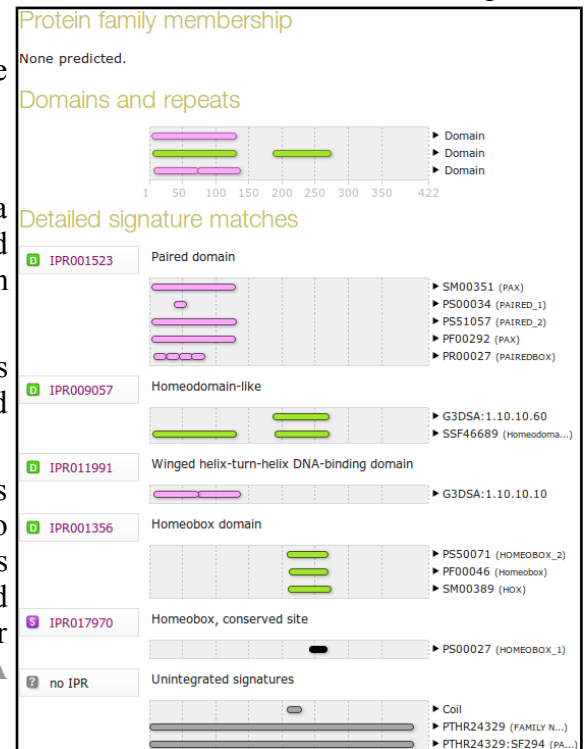 Protein family membership
None predicted.
Domains and repeats
Domain
Domain
Domain
1 50 100 150 200 250 300 350 422
Detailed signature matches
D IPR001523 Paired domain
SM00351 (PAX)
PS00034 (PAIRED_1)
PS51057 (PAIRED_2)
PF00292 (PAX)
PR00027 (PAIREDBOX)
D IPR009057 Homeodomain-like
G3DSA:1.10.10.60
SSF46689 (Homeodoma...)
D IPR011991 Winged helix-turn-helix DNA-binding domain
G3DSA:1.10.10.10
D IPR001356 Homeobox domain
PS50071 (HOMEOBOX_2)
PF00046 (Homeobox)
SM00389 (HOX)
S IPR017970 Homeobox, conserved site
PS00027 (HOMEOBOX_1)
? no IPR Unintegrated signatures
Coil
PTHR24329 (FAMILY N...)
PTHR24329:SF294 (PA...)